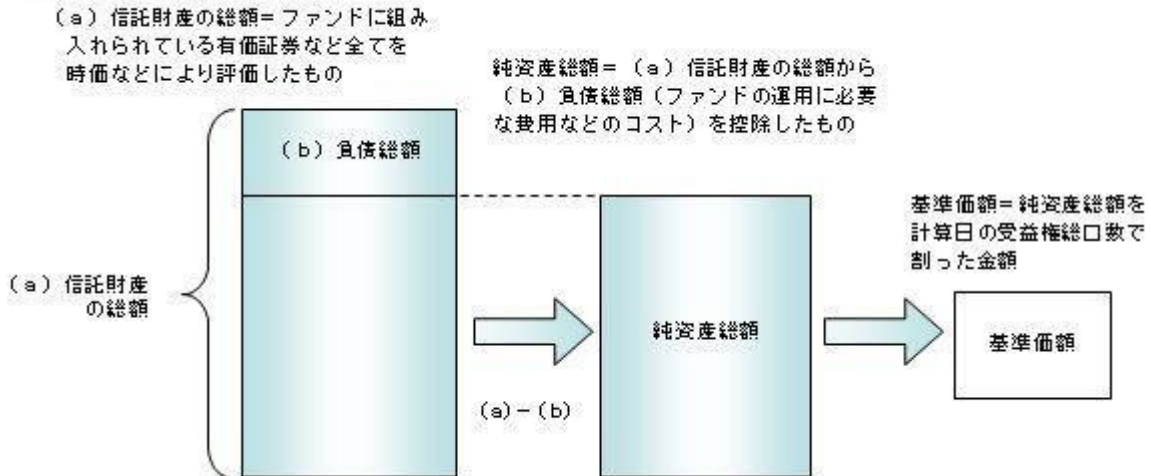 (a)信託財産の総額=ファンドに組み
入れられている有価証券など全てを
時価などにより評価したもの
純資産総額=(a)信託財産の総額から
(b)負債総額(ファンドの運用に必要
な費用などのコスト)を控除したもの
(b)負債総額
基準価額=純資産総額を
計算日の受益権総口数で
割った金額
(a)信託財産
の総額
純資産総額
基準価額
(a)-(b)